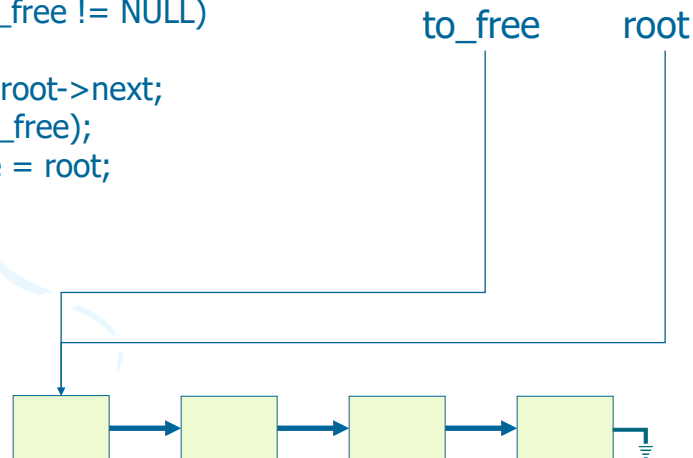 _free != NULL)
root->next;
_free);
= root;
to_free root